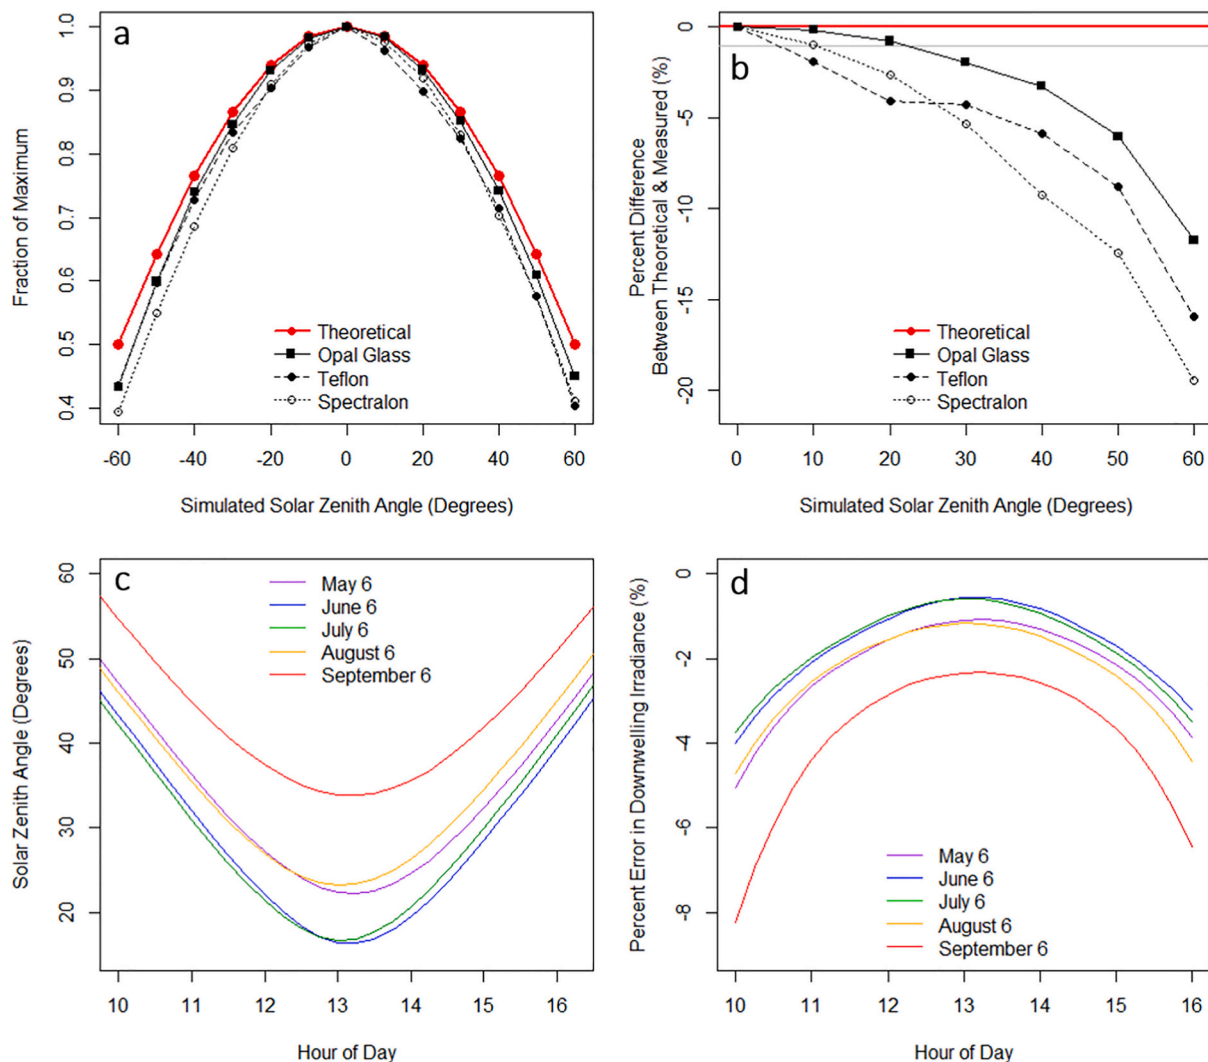 a
Fraction of Maximum
1.0
0.9
0.8
0.7
0.6
0.5
0.4
Theoretical
Opal Glass
Teflon
Spectralon
-60 -40 -20 0 20 40 60
Simulated Solar Zenith Angle (Degrees)
b
Percent Difference
Between Theoretical & Measured (%)
0
-5
-10
-15
-20
Theoretical
Opal Glass
Teflon
Spectralon
0 10 20 30 40 50 60
Simulated Solar Zenith Angle (Degrees)
c
Solar Zenith Angle (Degrees)
60
50
40
30
20
May 6
June 6
July 6
August 6
September 6
10 11 12 13 14 15 16
Hour of Day
d
Percent Error in Downwelling Irradiance (%)
0
-2
-4
-6
-8
May 6
June 6
July 6
August 6
September 6
10 11 12 13 14 15 16
Hour of Day